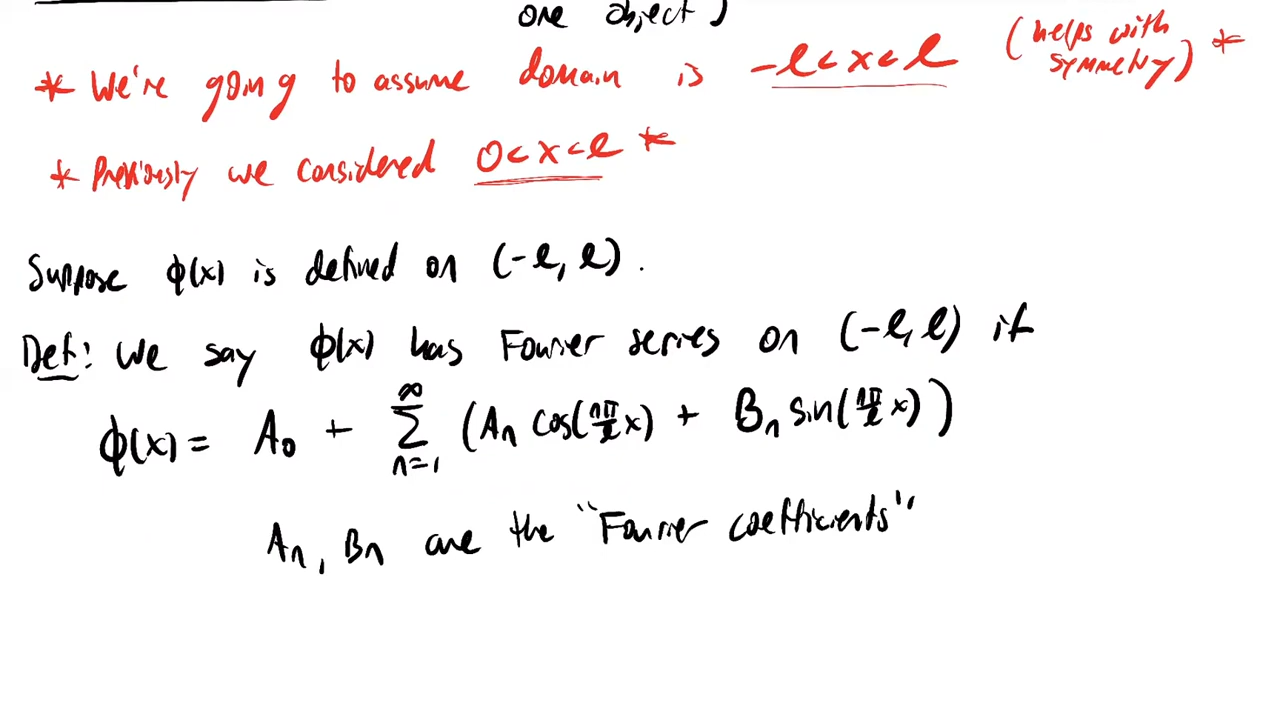 one object)
* We're going to assume domain is -l<x<l (helps with symmetry) *
* Previously we considered 0<x<l *
Suppose φ(x) is defined on (-l, l).
Def: We say φ(x) has Fourier series on (-l, l) if
φ(x) = A₀ + ∑_{n=1}^{∞} (Aₙ cos(nπ/l x) + Bₙ sin(nπ/l x))
Aₙ, Bₙ are the "Fourier coefficients"